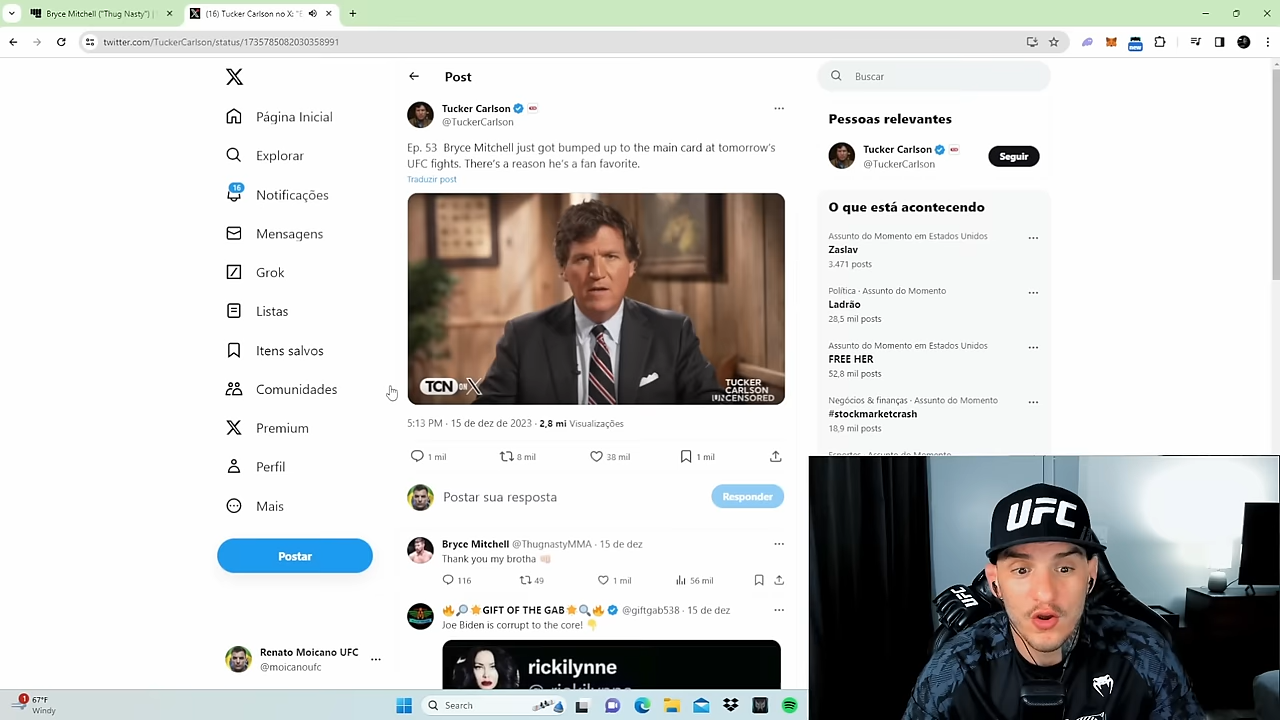 Bryce Mitchell ("Thug Nasty") |
(16) Tucker Carlson no X: "E
twitter.com/TuckerCarlson/status/1735785082030358991
Post
Buscar
Página Inicial
Explorar
16
Notificações
Mensagens
Grok
Listas
Itens salvos
Comunidades
Premium
Perfil
Mais
Postar
Renato Moicano UFC
@moicanoufc
Tucker Carlson
@TuckerCarlson
Ep. 53 Bryce Mitchell just got bumped up to the main card at tomorrow's
UFC fights. There's a reason he's a fan favorite.
Traduzir post
TCN ON X
TUCKER
CARLSON
UNCENSORED
5:13 PM · 15 de dez de 2023 · 2,8 mi Visualizações
1 mil 8 mil 38 mil 1 mil
Postar sua resposta
Responder
Bryce Mitchell @ThugnastyMMA · 15 de dez
Thank you my brotha 👊🏻
116 49 1 mil 56 mil
🔥🔎⭐GIFT OF THE GAB⭐🔍🔥 @giftgab538 · 15 de dez
Joe Biden is corrupt to the core! 👇
rickilynne
Pessoas relevantes
Tucker Carlson
@TuckerCarlson
Seguir
O que está acontecendo
Assunto do Momento em Estados Unidos
Zaslav
3.471 posts
Política · Assunto do Momento
Ladrão
28,5 mil posts
Assunto do Momento em Estados Unidos
FREE HER
52,8 mil posts
Negócios & finanças · Assunto do Momento
#stockmarketcrash
18,9 mil posts
UFC
UFC
1
67°F
Windy
Search